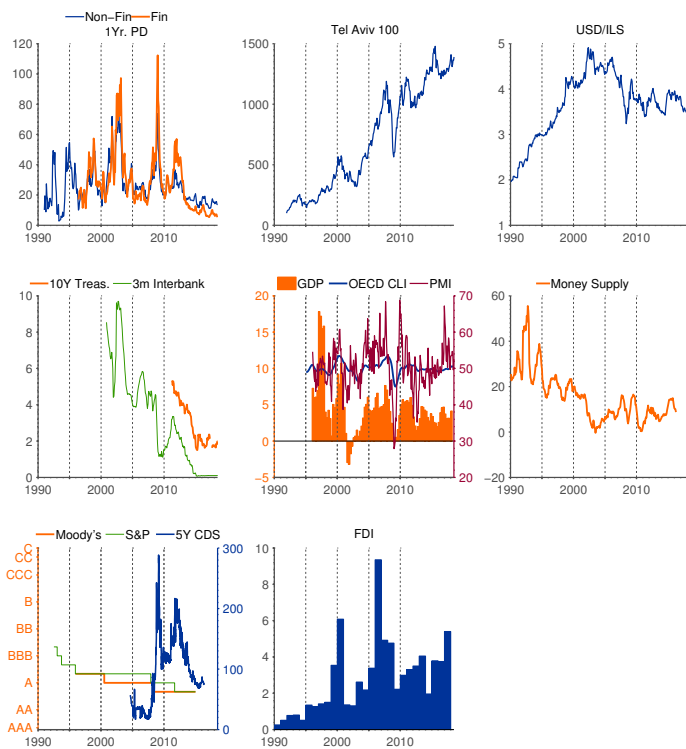 Non-Fin Fin
1Yr. PD
120
100
80
60
40
20
0
1990 2000 2010
Tel Aviv 100
1500
1000
500
0
1990 2000 2010
USD/ILS
5
4
3
2
1
1990 2000 2010
10Y Treas. 3m Interbank
10
8
6
4
2
0
1990 2000 2010
GDP OECD CLI PMI
20 70
15
60
10
50
5
40
0 30
−5 20
1990 2000 2010
Money Supply
60
40
20
0
−20
1990 2000 2010
Moody's S&P 5Y CDS
C 300
CC
CCC
B 200
BB
BBB
A 100
AA
AAA 0
1990 2000 2010
FDI
10
8
6
4
2
0
1990 2000 2010